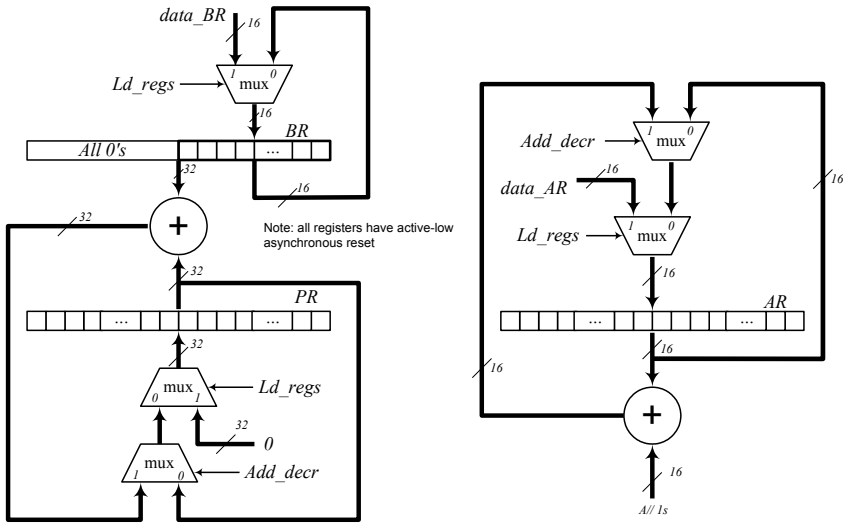 data_BR
16
1 0
mux
Ld_regs
16
BR
All 0's
...
32
16
+
32
Note: all registers have active-low
asynchronous reset
32
PR
... ...
32
mux
0 1
Ld_regs
32
0
mux
1 0
Add_decr
1 0
mux
Add_decr
16
data_AR
16
1 0
mux
Ld_regs
16
AR
... ...
16
16
+
16
A// 1s